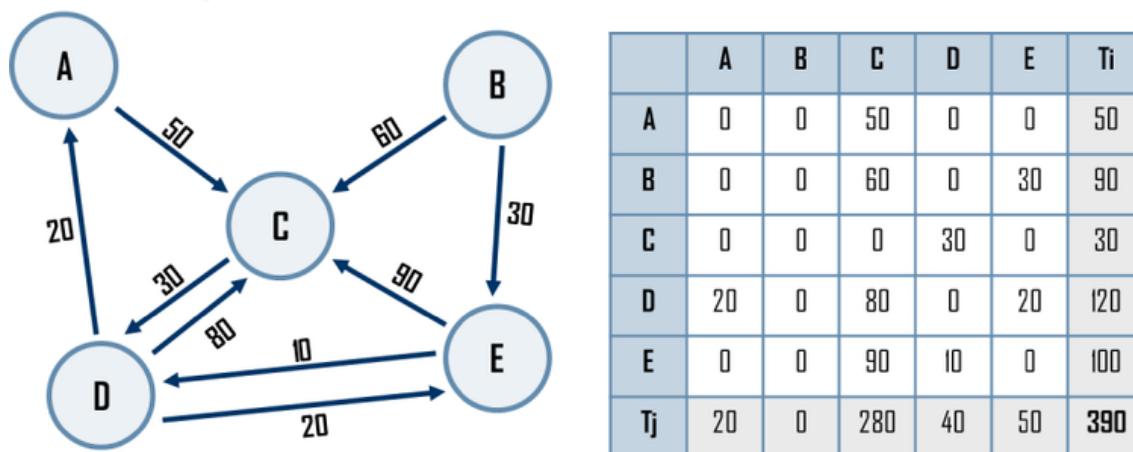 A
B
50
60
C
20
30
30
90
80
10
D
E
20
A B C D E Ti
A 0 0 50 0 0 50
B 0 0 60 0 30 90
C 0 0 0 30 0 30
D 20 0 80 0 20 120
E 0 0 90 10 0 100
Tj 20 0 280 40 50 390